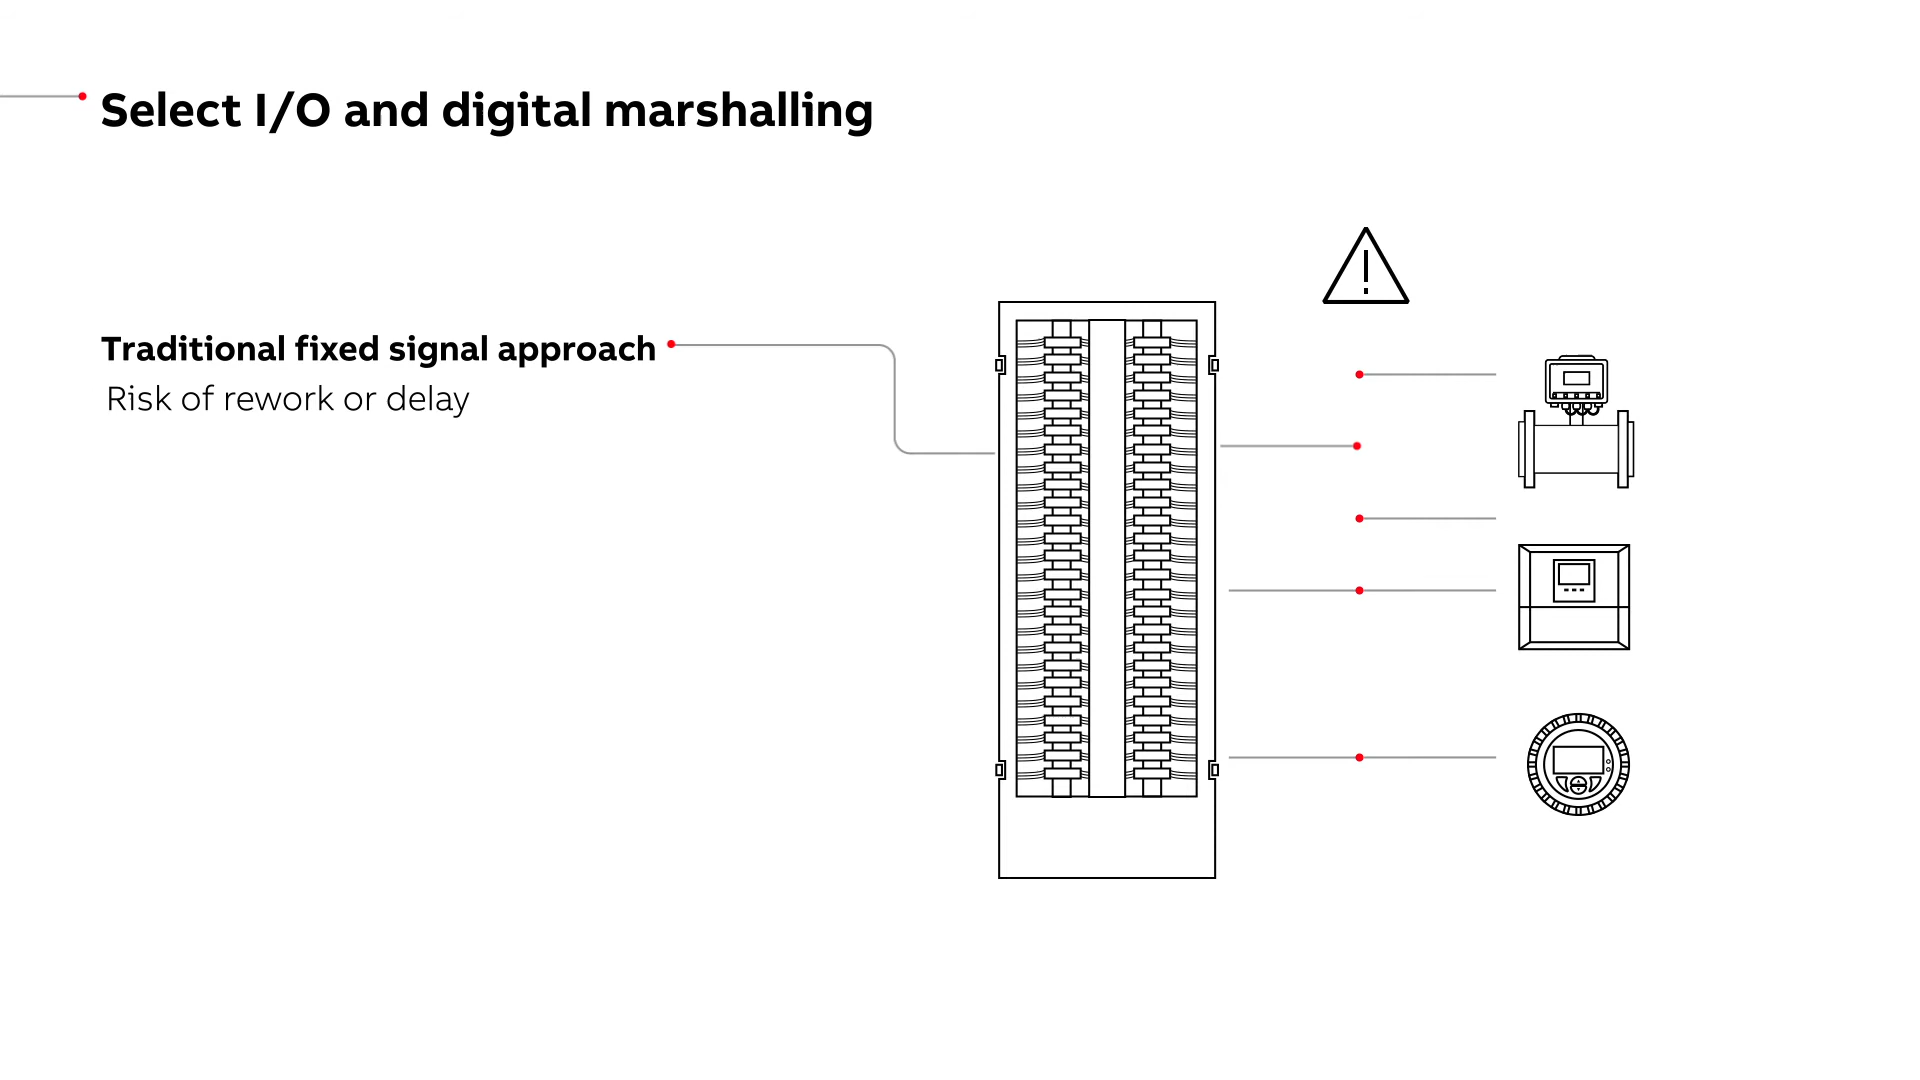 Select I/O and digital marshalling
Traditional fixed signal approach
Risk of rework or delay